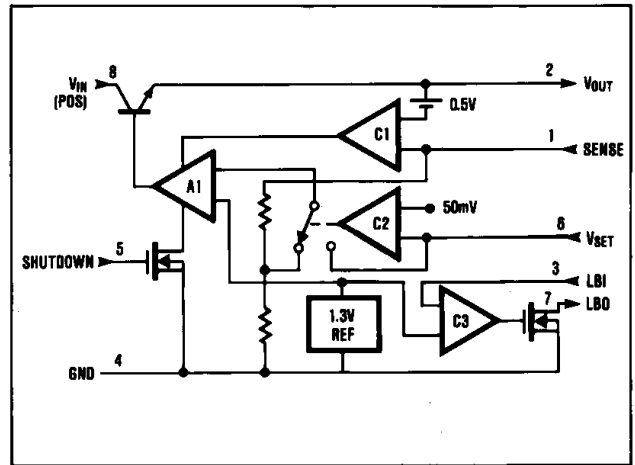 8
VIN
(POS)
2
VOUT
0.5V
C1
1
SENSE
A1
C2
50mV
6
VSET
5
SHUTDOWN
3
LBI
7
LBO
1.3V
REF
C3
4
GND